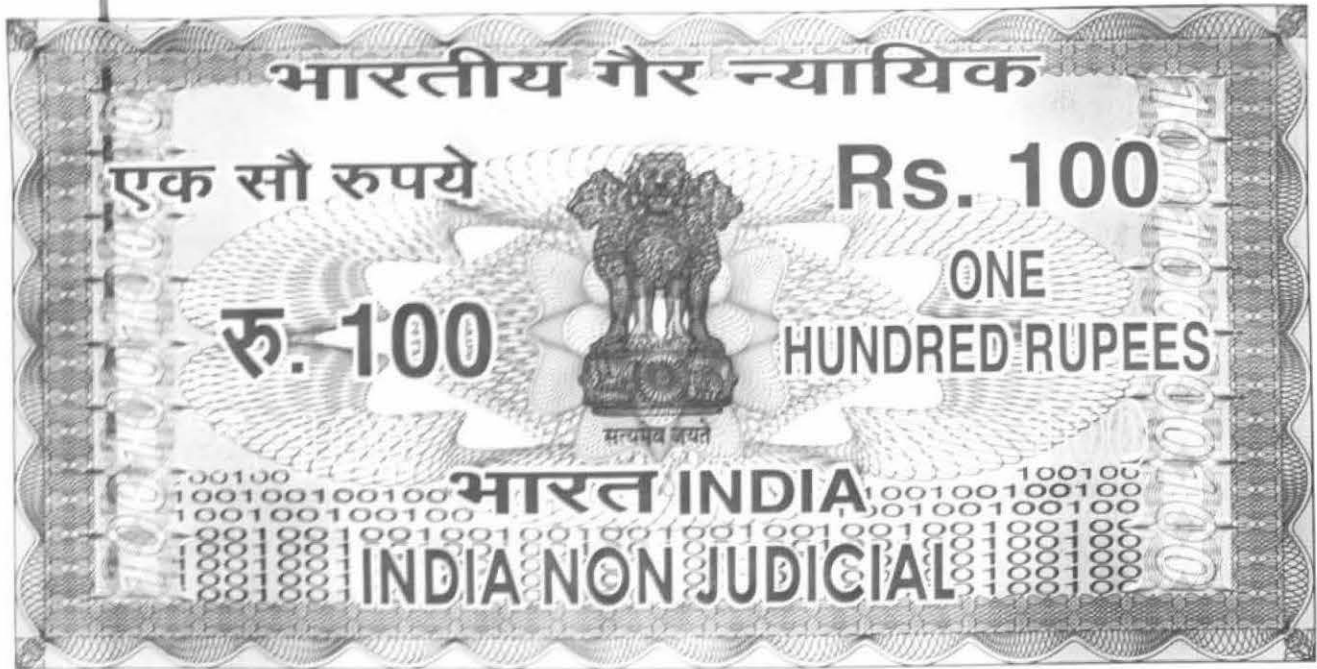 भारतीय गैर न्यायिक
एक सौ रुपये
Rs. 100
रु. 100
ONE
HUNDRED RUPEES
सत्यमेव जयते
भारत INDIA
INDIA NON JUDICIAL